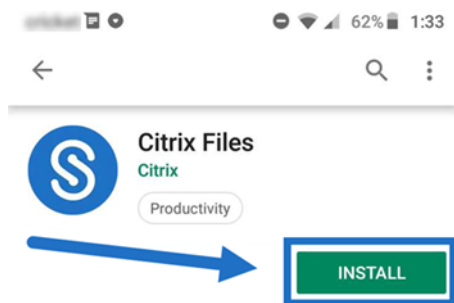 62% 1:33
Citrix Files
Citrix
Productivity
INSTALL